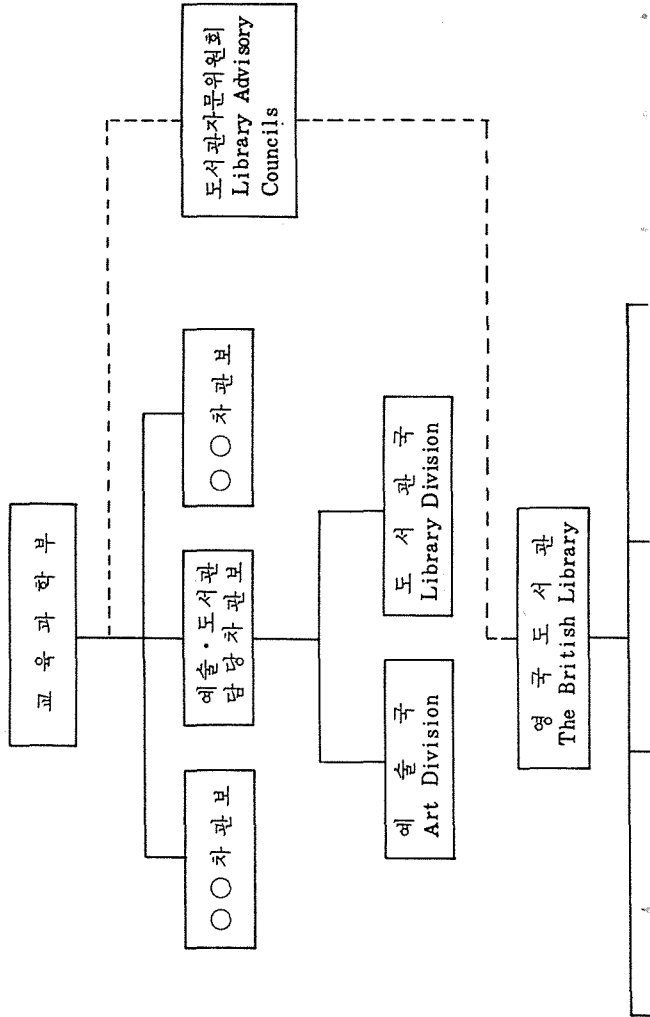 교 육 과 학 부
도서관자문위원회
Library Advisory
Councils
○○차관보
예술·도서관
담당차관보
○○차관보
예 술 국
Art Division
도 서 관 국
Library Division
영 국 도 서 관
The British Library